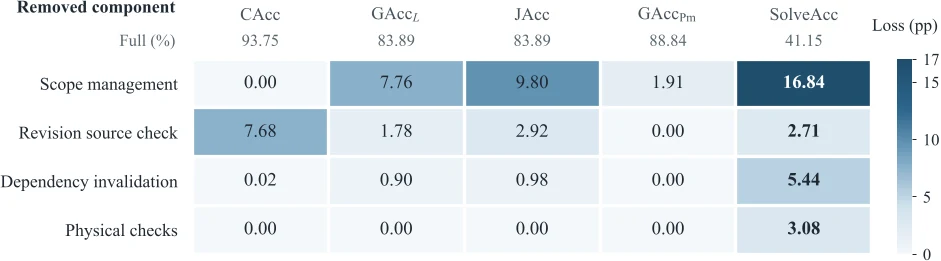 Removed component CAcc GAcc_L JAcc GAcc_Pm SolveAcc Loss (pp)
Full (%) 93.75 83.89 83.89 88.84 41.15
Scope management 0.00 7.76 9.80 1.91 16.84
Revision source check 7.68 1.78 2.92 0.00 2.71
Dependency invalidation 0.02 0.90 0.98 0.00 5.44
Physical checks 0.00 0.00 0.00 0.00 3.08
17
15
10
5
0